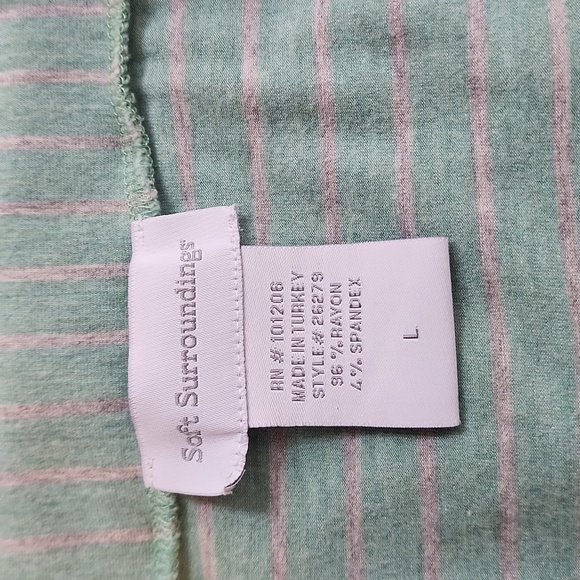 Soft Surroundings
RN # 101206
MADE IN TURKEY
STYLE# 26279
96 % RAYON
4 % SPANDEX
L